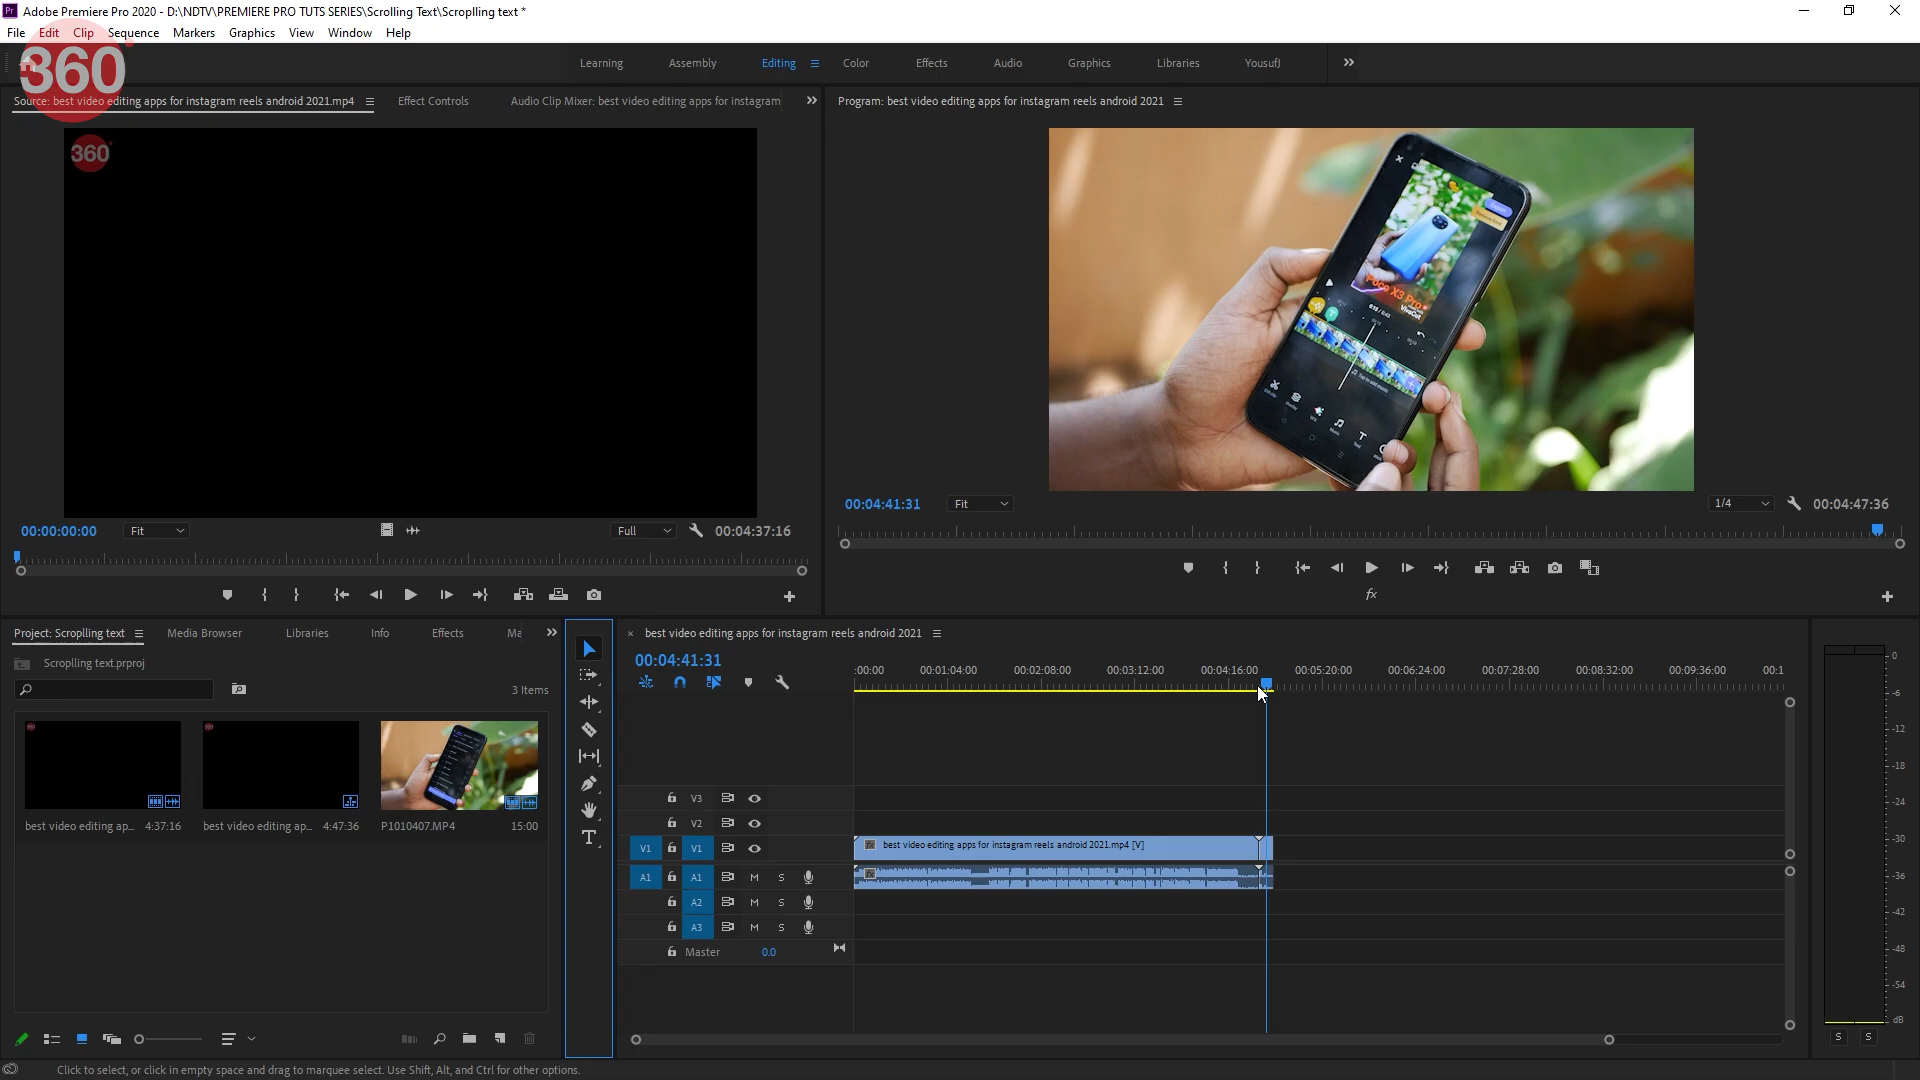 Pr Adobe Premiere Pro 2020 - D:\NDTV\PREMIERE PRO TUTS SERIES\Scrolling Text\Scroplling text *
File Edit Clip Sequence Markers Graphics View Window Help
360
Learning Assembly Editing Color Effects Audio Graphics Libraries YousufJ
Source: best video editing apps for instagram reels android 2021.mp4 Effect Controls Audio Clip Mixer: best video editing apps for instagram
Program: best video editing apps for instagram reels android 2021
360
Poco X3 Pro
VivaCut
00:00:00:00 Fit Full 00:04:37:16
00:04:41:31 Fit 1/4 00:04:47:36
fx
Project: Scroplling text Media Browser Libraries Info Effects Ma
Scroplling text.prproj
3 Items
best video editing ap... 4:37:16
best video editing ap... 4:47:36
P1010407.MP4 15:00
× best video editing apps for instagram reels android 2021
00:04:41:31
:00:00 00:01:04:00 00:02:08:00 00:03:12:00 00:04:16:00 00:05:20:00 00:06:24:00 00:07:28:00 00:08:32:00 00:09:36:00 00:1
V3
V2
V1 V1 fx best video editing apps for instagram reels android 2021.mp4 [V]
A1 A1 M S fx
A2 M S
A3 M S
Master 0.0
0
-6
-12
-18
-24
-30
-36
-42
-48
-54
dB
S S
T
Click to select, or click in empty space and drag to marquee select. Use Shift, Alt, and Ctrl for other options.